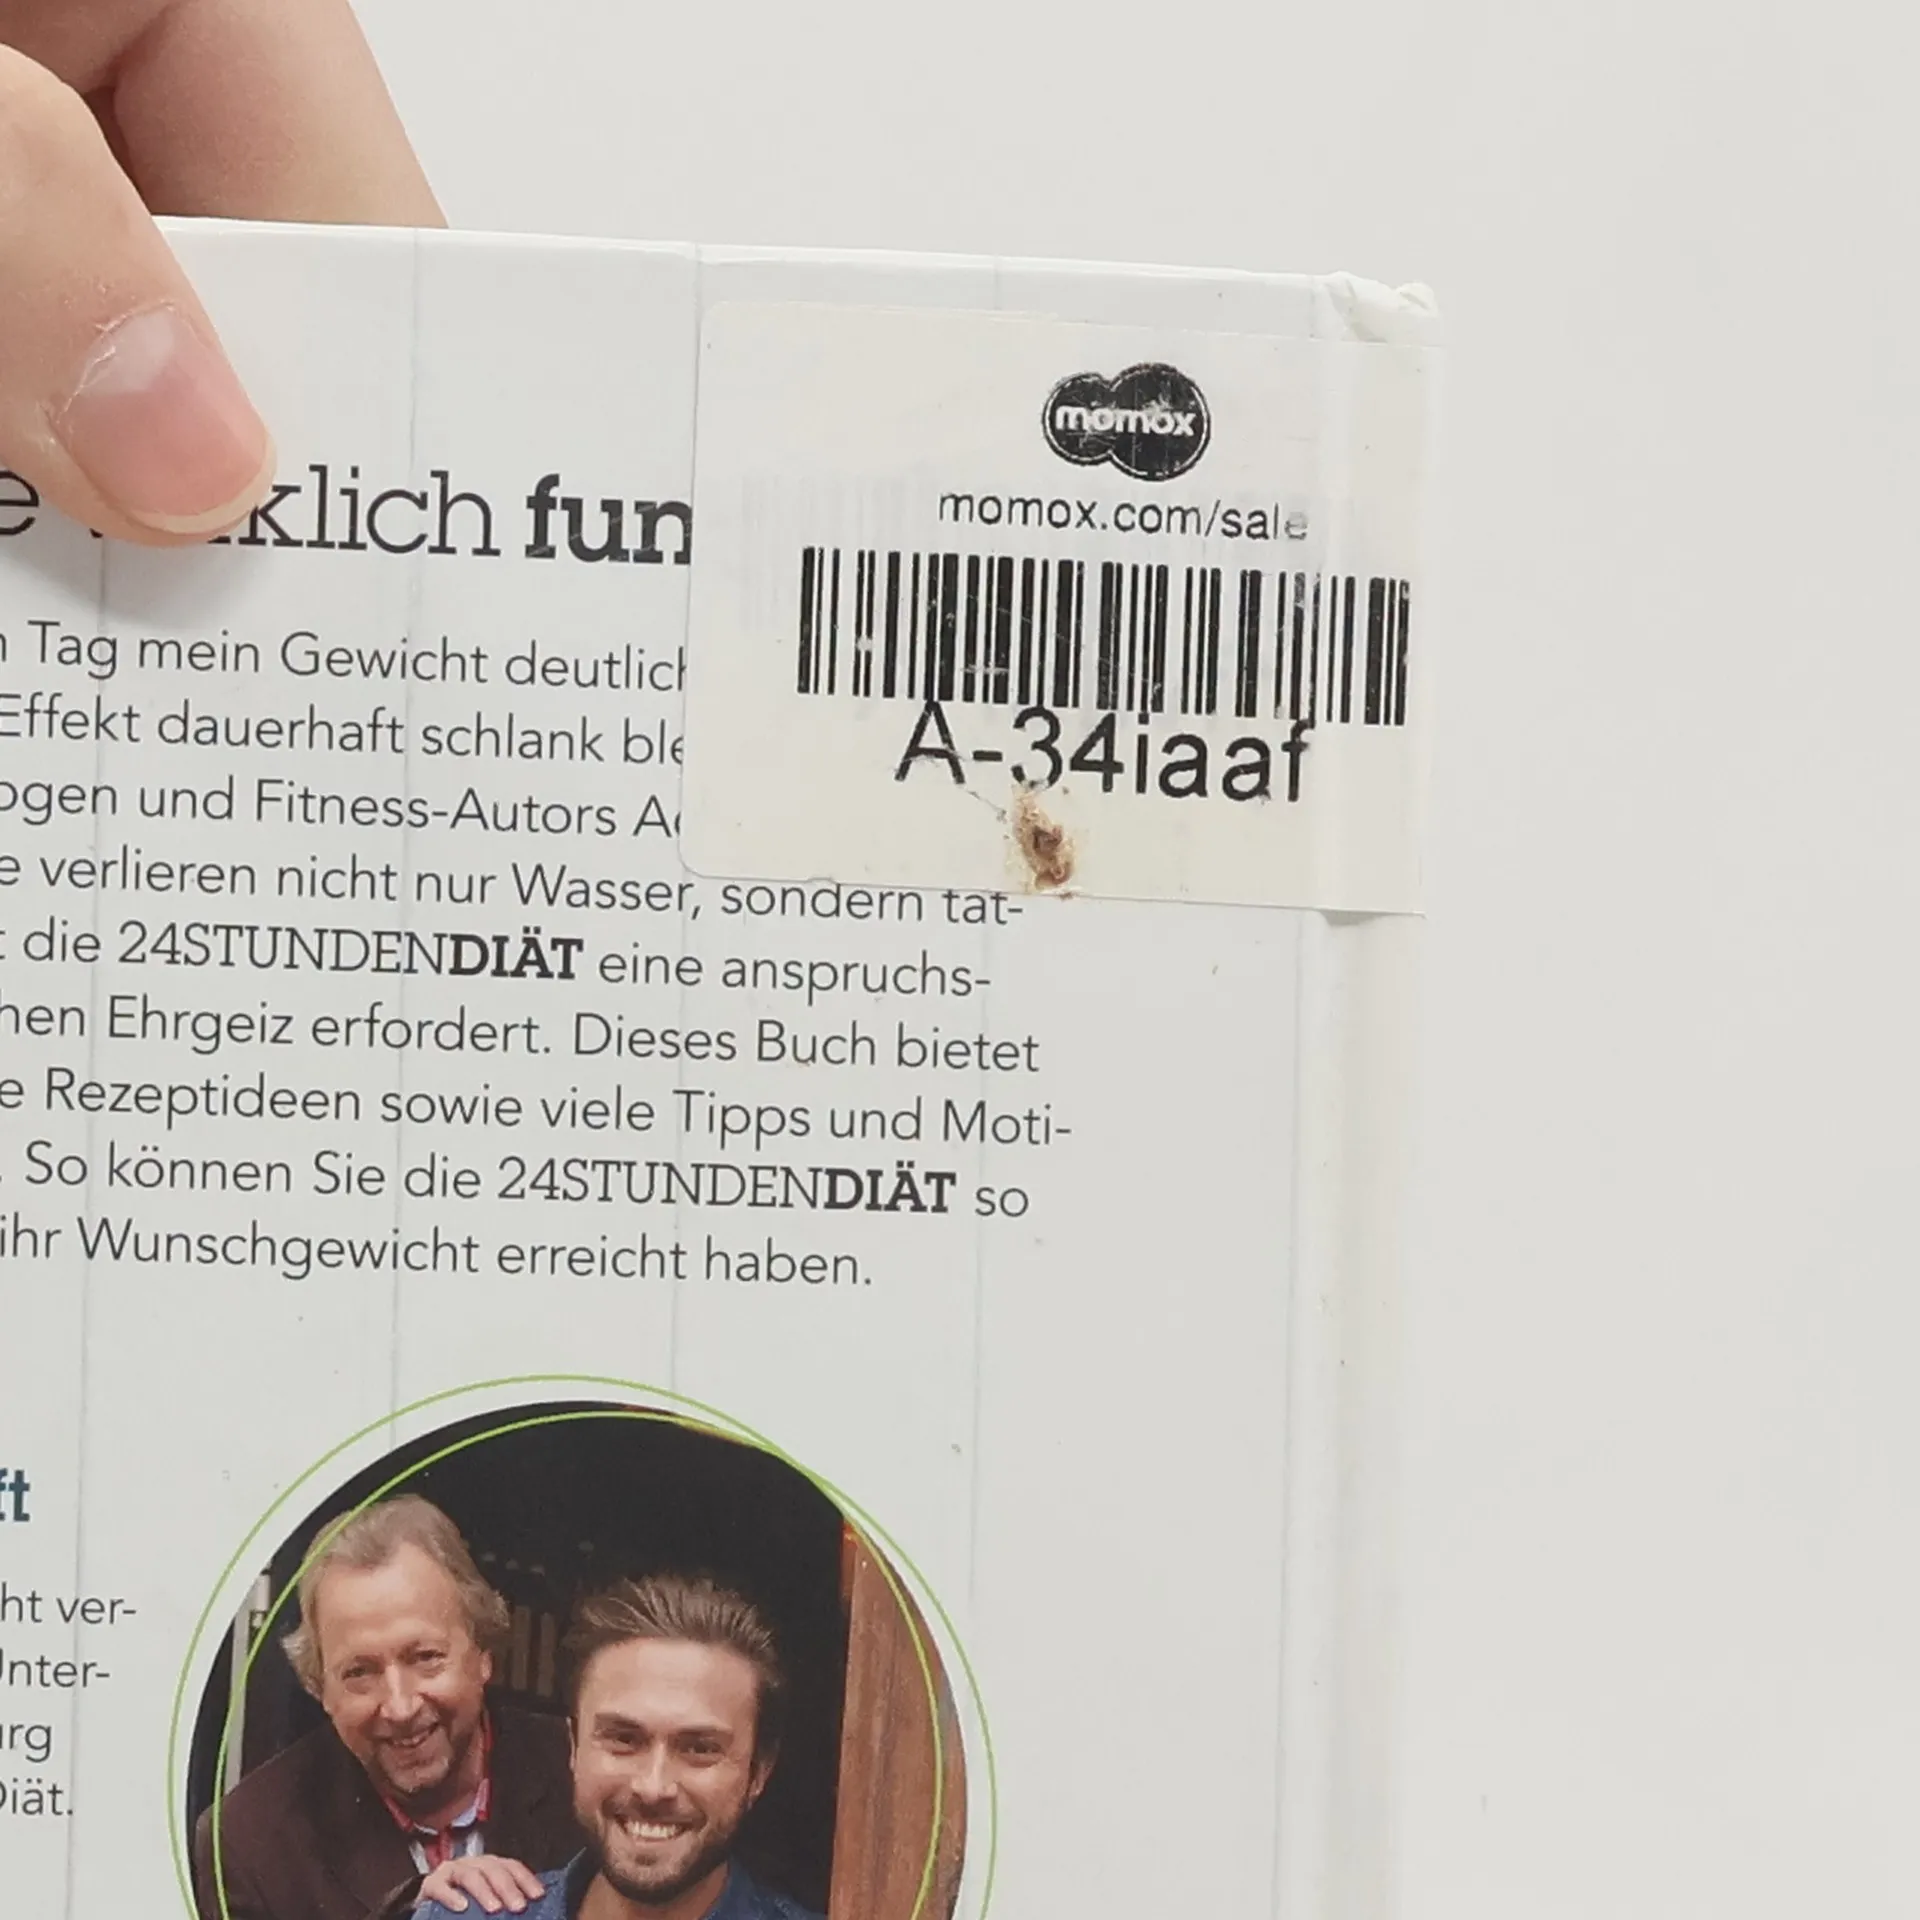 momox
momox.com/sale
A-34iaaf
klich fun
Tag mein Gewicht deutlich
Effekt dauerhaft schlank ble
ogen und Fitness-Autors
e verlieren nicht nur Wasser, sondern tat-
die 24STUNDENDIÄT eine anspruchs-
hen Ehrgeiz erfordert. Dieses Buch bietet
e Rezeptideen sowie viele Tipps und Moti-
. So können Sie die 24STUNDENDIÄT so
ihr Wunschgewicht erreicht haben.
ft
ht ver-
Unter-
urg
Diät.